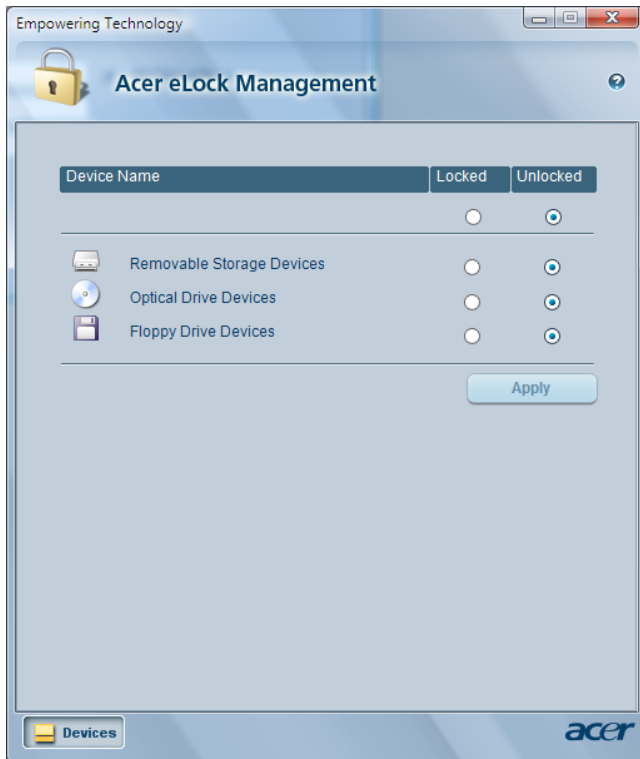 Empowering Technology
Acer eLock Management
Device Name Locked Unlocked
Removable Storage Devices
Optical Drive Devices
Floppy Drive Devices
Apply
Devices
acer